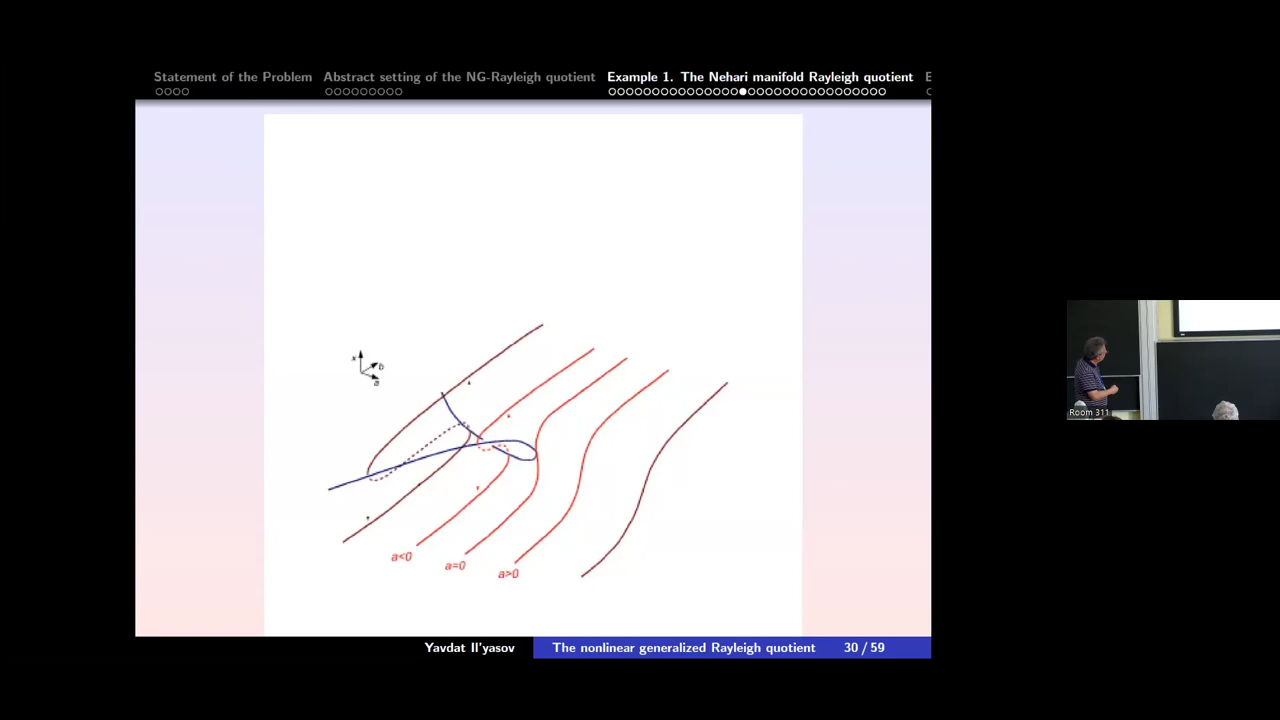 Statement of the Problem Abstract setting of the NG-Rayleigh quotient Example 1. The Nehari manifold Rayleigh quotient E
x
b
a
a<0
a=0
a>0
Room 311
Yavdat Il'yasov The nonlinear generalized Rayleigh quotient 30 / 59